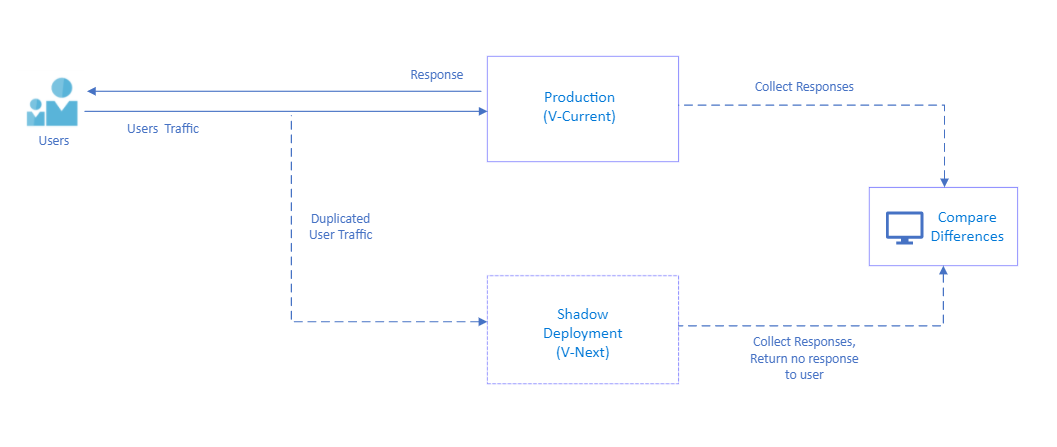 Response
Users Traffic
Users
Production
(V-Current)
Collect Responses
Duplicated
User Traffic
Compare
Differences
Shadow
Deployment
(V-Next)
Collect Responses,
Return no response
to user